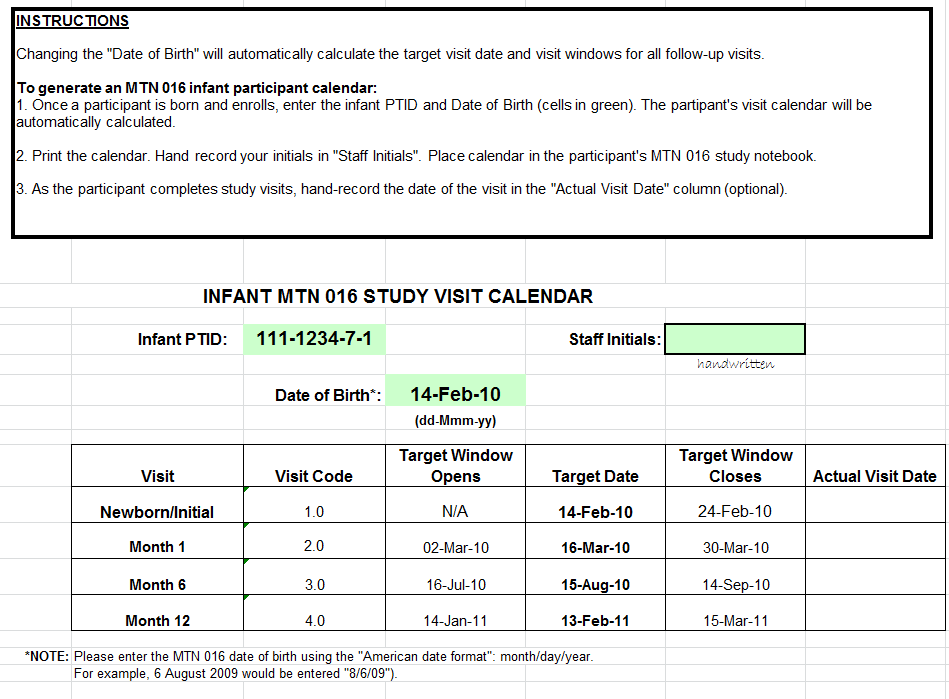 INSTRUCTIONS
Changing the "Date of Birth" will automatically calculate the target visit date and visit windows for all follow-up visits.
To generate an MTN 016 infant participant calendar:
1. Once a participant is born and enrolls, enter the infant PTID and Date of Birth (cells in green). The partipant's visit calendar will be
automatically calculated.
2. Print the calendar. Hand record your initials in "Staff Initials". Place calendar in the participant's MTN 016 study notebook.
3. As the participant completes study visits, hand-record the date of the visit in the "Actual Visit Date" column (optional).
INFANT MTN 016 STUDY VISIT CALENDAR
Infant PTID: 111-1234-7-1 Staff Initials:
handwritten
Date of Birth*: 14-Feb-10
(dd-Mmm-yy)
Visit Visit Code Target Window Opens Target Date Target Window Closes Actual Visit Date
Newborn/Initial 1.0 N/A 14-Feb-10 24-Feb-10
Month 1 2.0 02-Mar-10 16-Mar-10 30-Mar-10
Month 6 3.0 16-Jul-10 15-Aug-10 14-Sep-10
Month 12 4.0 14-Jan-11 13-Feb-11 15-Mar-11
*NOTE: Please enter the MTN 016 date of birth using the "American date format": month/day/year.
For example, 6 August 2009 would be entered "8/6/09").